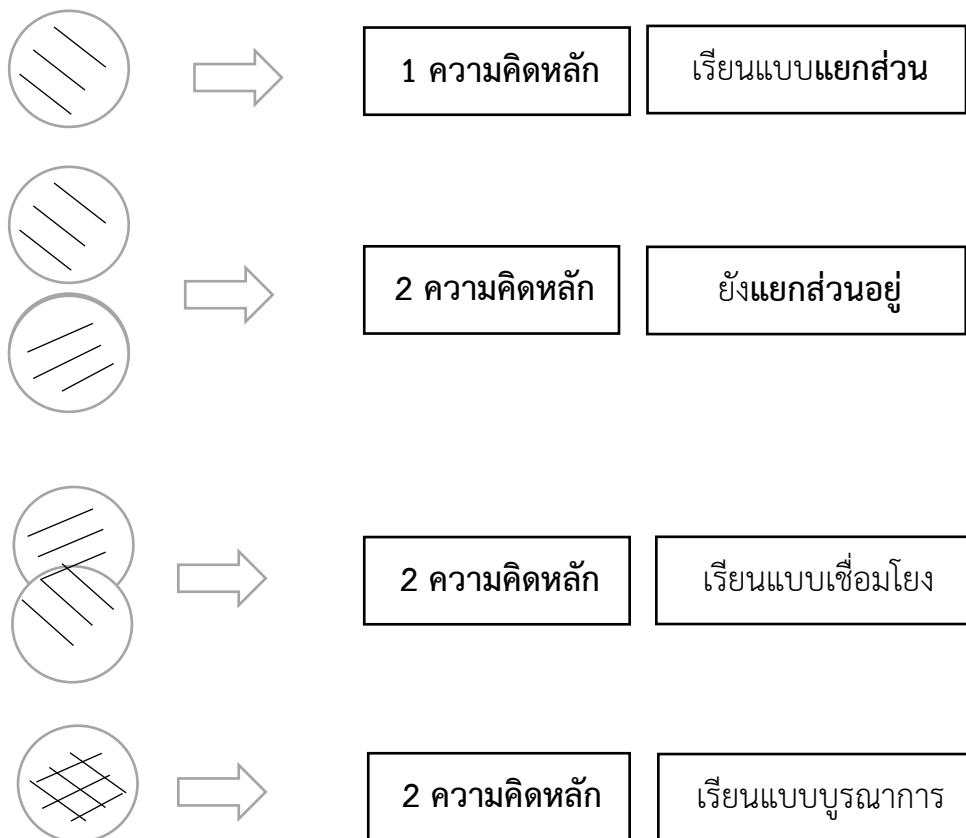 1 ความคิดหลัก เรียนแบบแยกส่วน
2 ความคิดหลัก ยังแยกส่วนอยู่
2 ความคิดหลัก เรียนแบบเชื่อมโยง
2 ความคิดหลัก เรียนแบบบูรณาการ